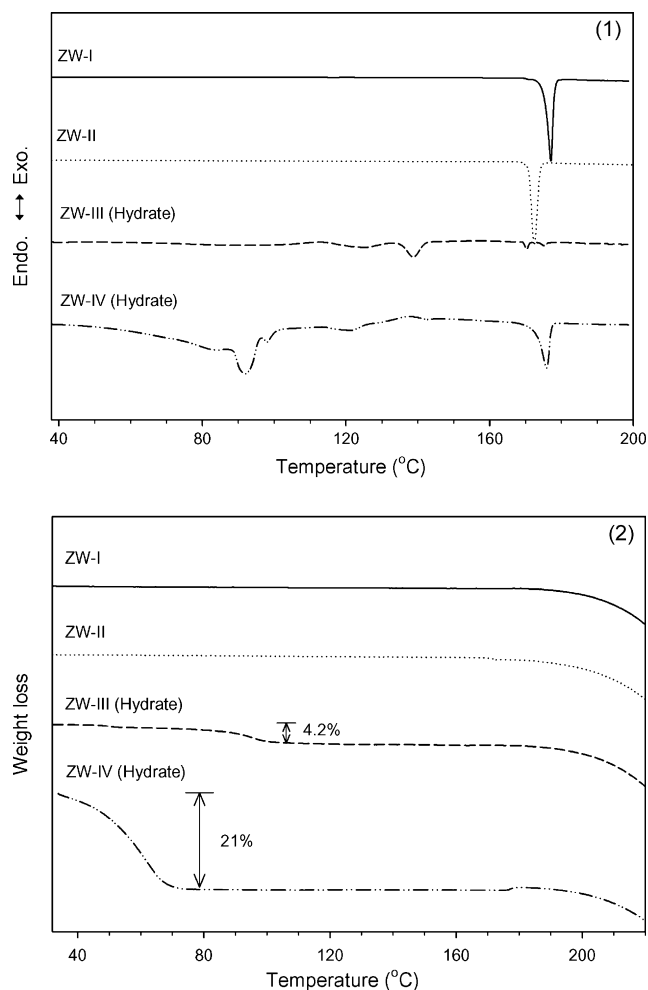 (1)
ZW-I
ZW-II
ZW-III (Hydrate)
ZW-IV (Hydrate)
Endo. ↔ Exo.
40 80 120 160 200
Temperature (°C)
(2)
ZW-I
ZW-II
ZW-III (Hydrate)
4.2%
ZW-IV (Hydrate)
21%
Weight loss
40 80 120 160 200
Temperature (°C)